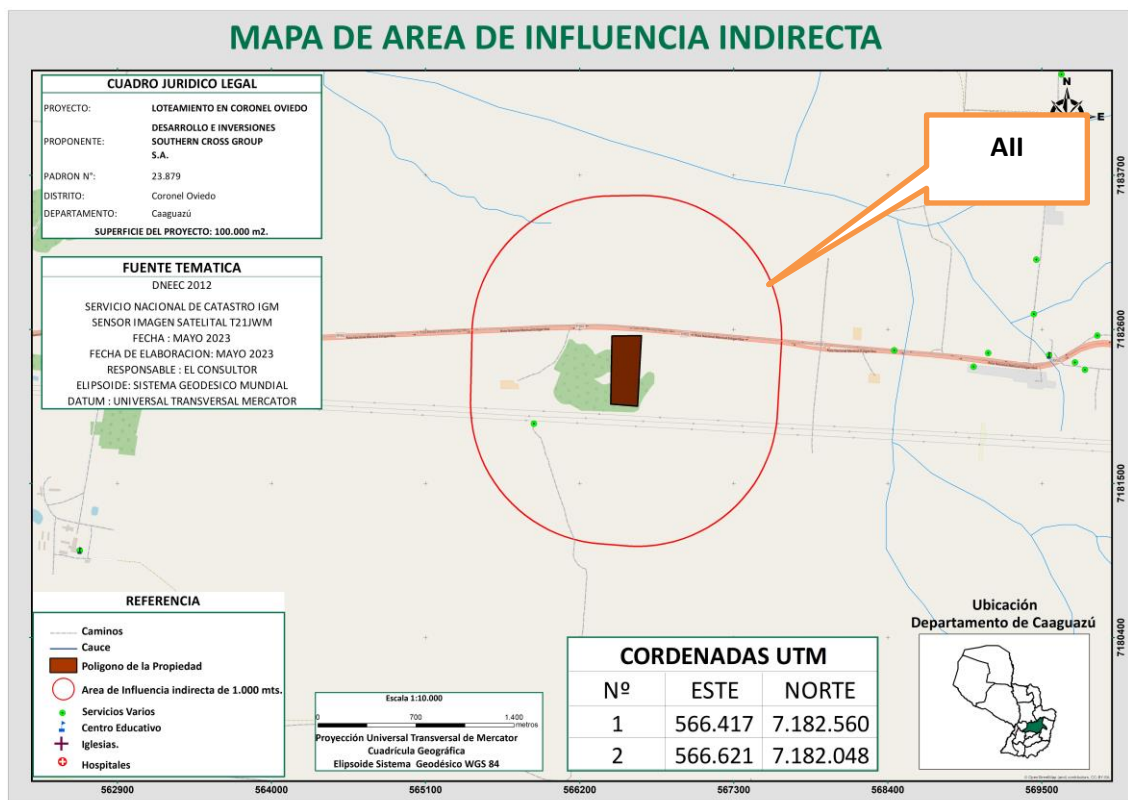 MAPA DE AREA DE INFLUENCIA INDIRECTA
CUADRO JURIDICO LEGAL
PROYECTO: LOTEAMIENTO EN CORONEL OVIEDO
PROPONENTE: DESARROLLO E INVERSIONES
SOUTHERN CROSS GROUP
S.A.
PADRON N°: 23.879
DISTRITO: Coronel Oviedo
DEPARTAMENTO: Caaguazú
SUPERFICIE DEL PROYECTO: 100.000 m2.
FUENTE TEMATICA
DNEEC 2012
SERVICIO NACIONAL DE CATASTRO IGM
SENSOR IMAGEN SATELITAL T21JWM
FECHA : MAYO 2023
FECHA DE ELABORACION: MAYO 2023
RESPONSABLE : EL CONSULTOR
ELIPSOIDE: SISTEMA GEODESICO MUNDIAL
DATUM : UNIVERSAL TRANSVERSAL MERCATOR
AII
N
E
7183700
7182600
7181500
7180400
REFERENCIA
Caminos
Cauce
Poligono de la Propiedad
Area de Influencia indirecta de 1.000 mts.
Servicios Varios
Centro Educativo
Iglesias.
Hospitales
Escala 1:10.000
0 700 1.400
metros
Proyección Universal Transversal de Mercator
Cuadrícula Geográfica
Elipsoide Sistema Geodésico WGS 84
CORDENADAS UTM
Nº ESTE NORTE
1 566.417 7.182.560
2 566.621 7.182.048
Ubicación
Departamento de Caaguazú
562900 564000 565100 566200 567300 568400 569500